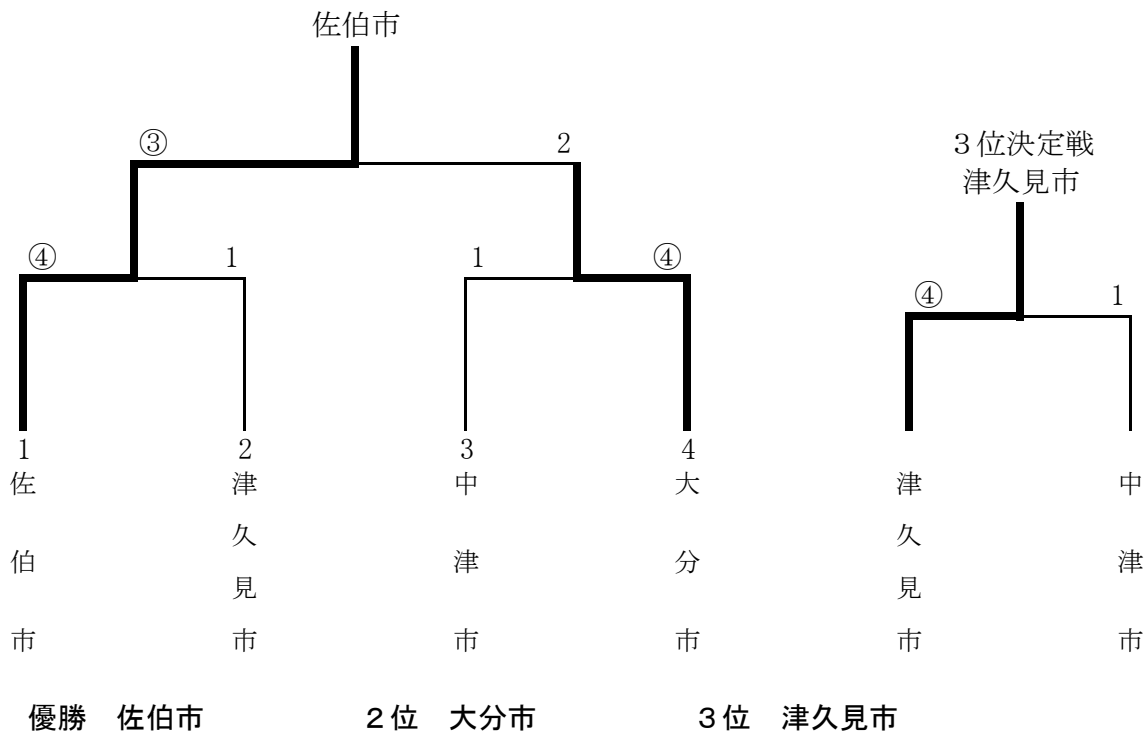 佐伯市
③ 2
3位決定戦
津久見市
④ 1 1 ④
④ 1
1 2 3 4
佐伯市 津久見市 中津市 大分市 津久見市 中津市
優勝 佐伯市 2位 大分市 3位 津久見市